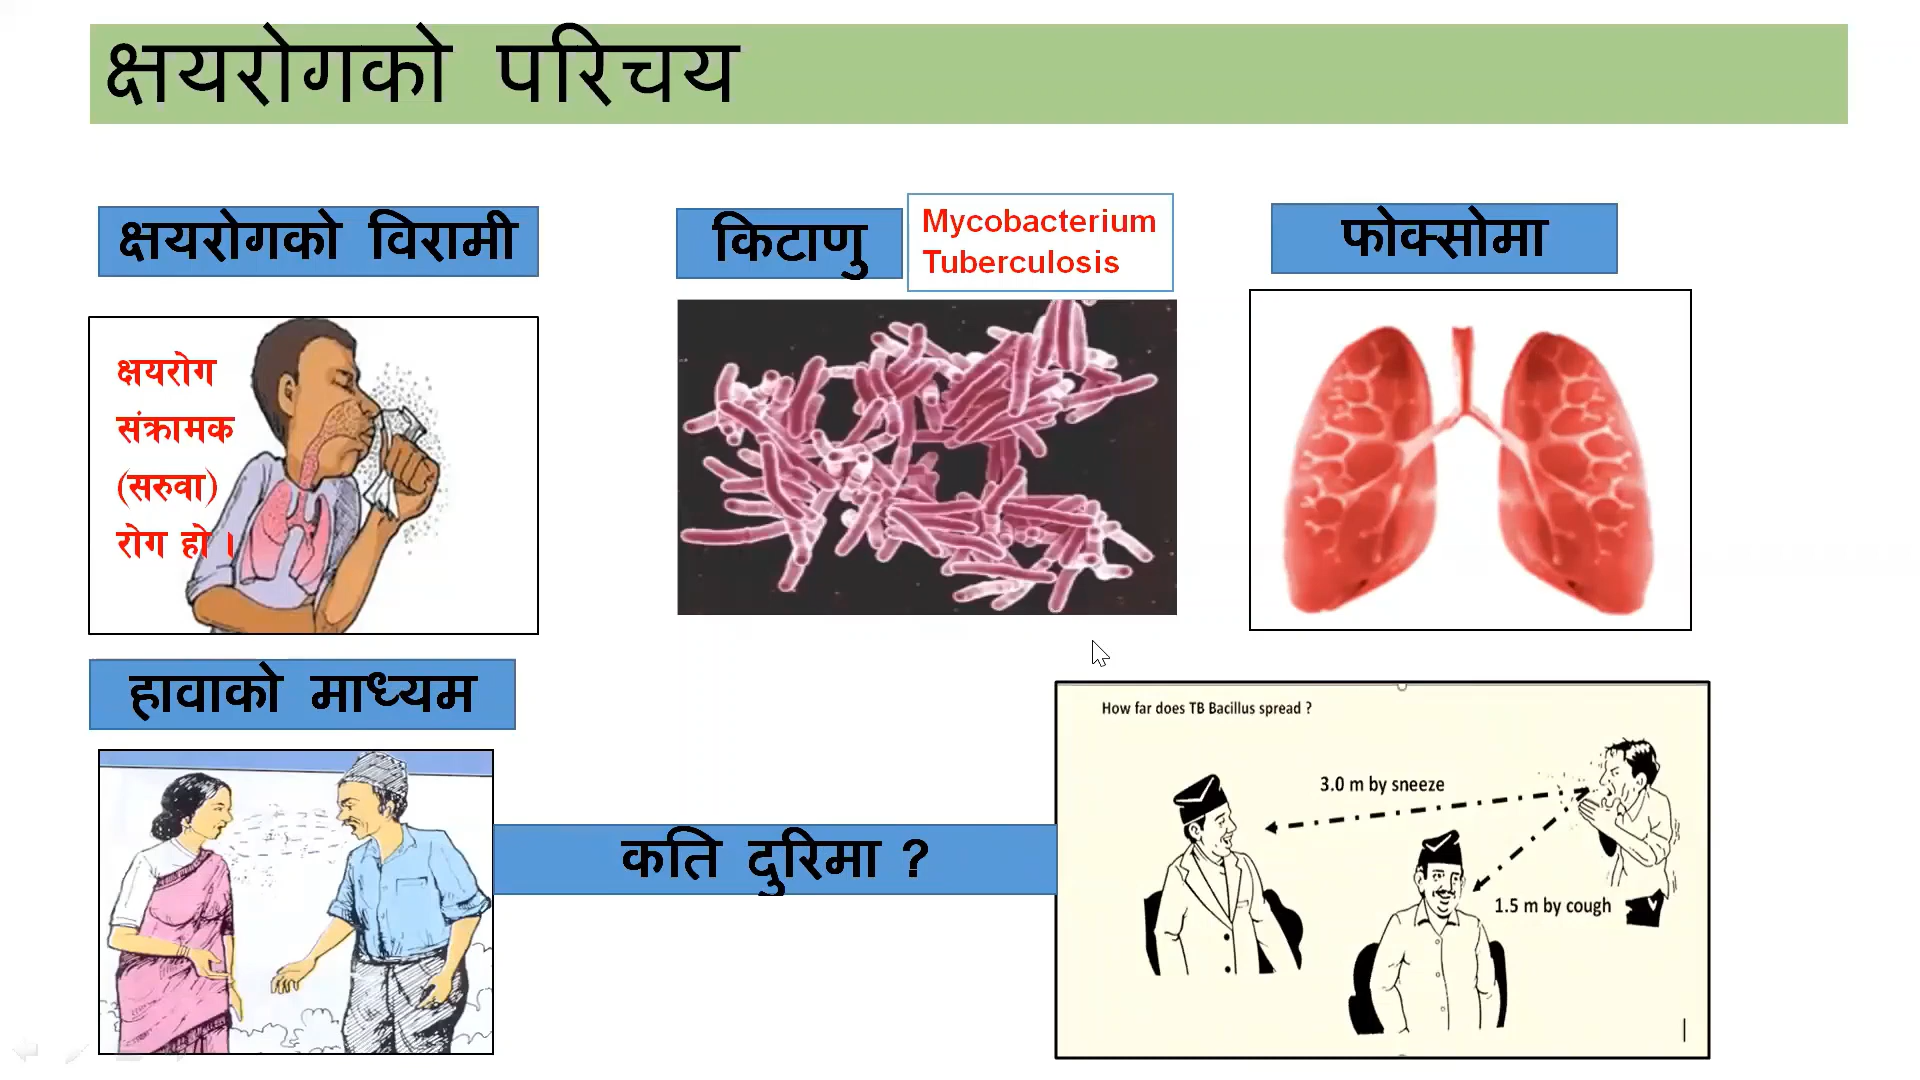 क्षयरोगको परिचय
क्षयरोगको विरामी
किटाणु
Mycobacterium
Tuberculosis
फोक्सोमा
क्षयरोग
संक्रामक
(सरुवा)
रोग हो ।
हावाको माध्यम
कति दुरिमा ?
How far does TB Bacillus spread ?
3.0 m by sneeze
1.5 m by cough